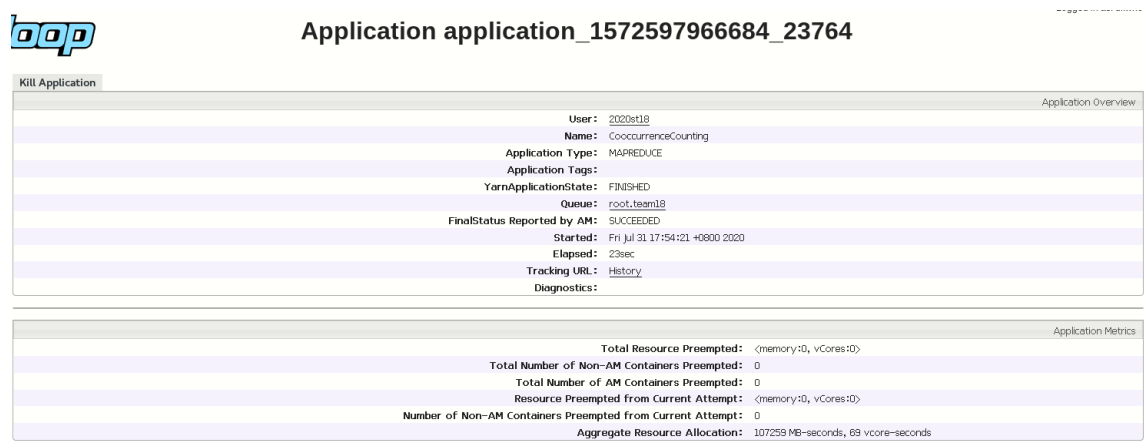 oop
Application application_1572597966684_23764
Kill Application
Application Overview
User: 2020st18
Name: CooccurrenceCounting
Application Type: MAPREDUCE
Application Tags:
YarnApplicationState: FINISHED
Queue: root.team18
FinalStatus Reported by AM: SUCCEEDED
Started: Fri Jul 31 17:54:21 +0800 2020
Elapsed: 23sec
Tracking URL: History
Diagnostics:
Application Metrics
Total Resource Preempted: <memory:0, vCores:0>
Total Number of Non-AM Containers Preempted: 0
Total Number of AM Containers Preempted: 0
Resource Preempted from Current Attempt: <memory:0, vCores:0>
Number of Non-AM Containers Preempted from Current Attempt: 0
Aggregate Resource Allocation: 107259 MB-seconds, 69 vcore-seconds